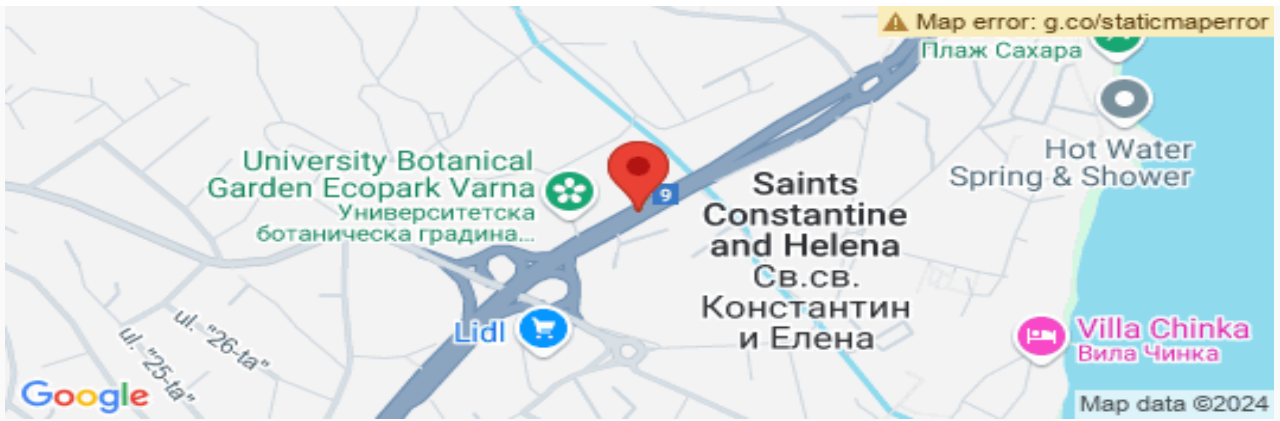 Map error: g.co/staticmaperror
Плаж Сахара
Hot Water
Spring & Shower
University Botanical
Garden Ecopark Varna
Университетска
ботаническа градина...
9
Saints
Constantine
and Helena
Св.св.
Константин
и Елена
Lidl
Villa Chinka
Вила Чинка
ul. "26-ta"
ul. "25-ta"
Google
Map data ©2024